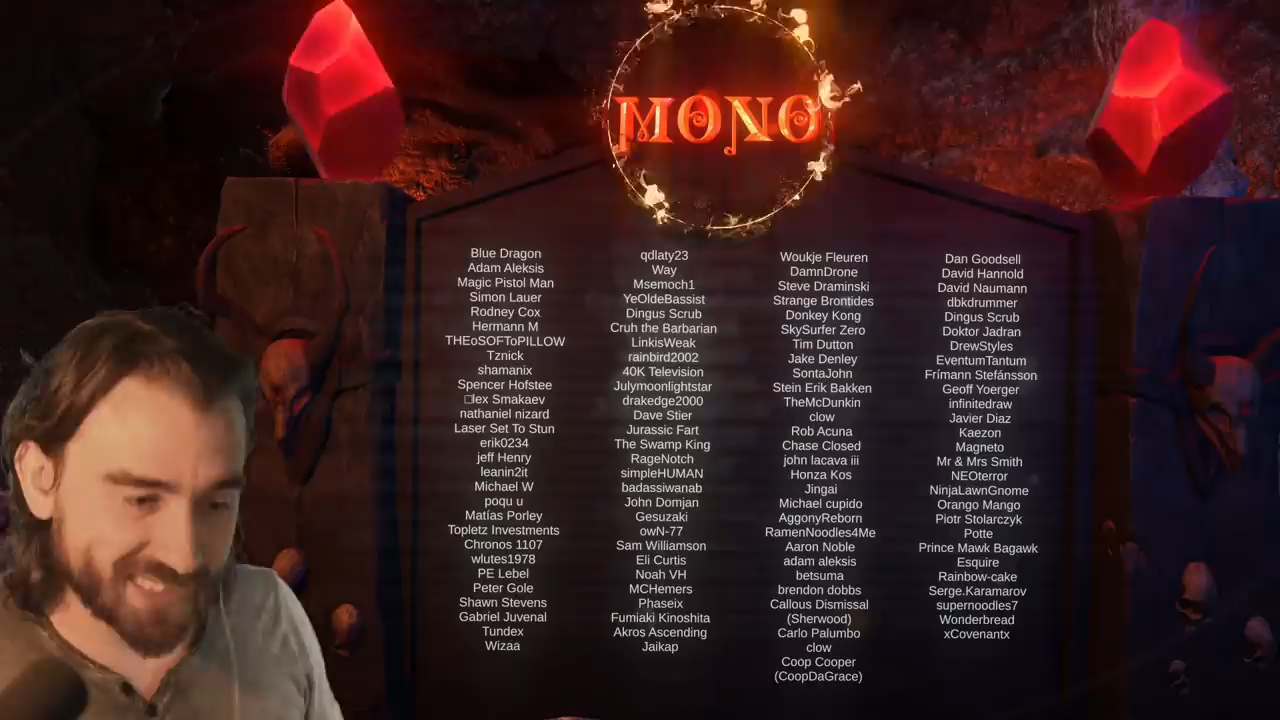 MONO
Blue Dragon
Adam Aleksis
Magic Pistol Man
Simon Lauer
Rodney Cox
Hermann M
THEoSOFToPILLOW
Tznick
shamanix
Spencer Hofstee
□lex Smakaev
nathaniel nizard
Laser Set To Stun
erik0234
jeff Henry
leanin2it
Michael W
poqu u
Matías Porley
Topletz Investments
Chronos 1107
wlutes1978
PE Lebel
Peter Gole
Shawn Stevens
Gabriel Juvenal
Tundex
Wizaa
qdlaty23
Way
Msemoch1
YeOldeBassist
Dingus Scrub
Cruh the Barbarian
LinkisWeak
rainbird2002
40K Television
Julymoonlightstar
drakedge2000
Dave Stier
Jurassic Fart
The Swamp King
RageNotch
simpleHUMAN
badassiwanab
John Domjan
Gesuzaki
owN-77
Sam Williamson
Eli Curtis
Noah VH
MCHemers
Phaseix
Fumiaki Kinoshita
Akros Ascending
Jaikap
Woukje Fleuren
DamnDrone
Steve Draminski
Strange Brontides
Donkey Kong
SkySurfer Zero
Tim Dutton
Jake Denley
SontaJohn
Stein Erik Bakken
TheMcDunkin
clow
Rob Acuna
Chase Closed
john lacava iii
Honza Kos
Jingai
Michael cupido
AggonyReborn
RamenNoodles4Me
Aaron Noble
adam aleksis
betsuma
brendon dobbs
Callous Dismissal
(Sherwood)
Carlo Palumbo
clow
Coop Cooper
(CoopDaGrace)
Dan Goodsell
David Hannold
David Naumann
dbkdrummer
Dingus Scrub
Doktor Jadran
DrewStyles
EventumTantum
Frímann Stefánsson
Geoff Yoerger
infinitedraw
Javier Diaz
Kaezon
Magneto
Mr & Mrs Smith
NEOterror
NinjaLawnGnome
Orango Mango
Piotr Stolarczyk
Potte
Prince Mawk Bagawk
Esquire
Rainbow-cake
Serge.Karamarov
supernoodles7
Wonderbread
xCovenantx